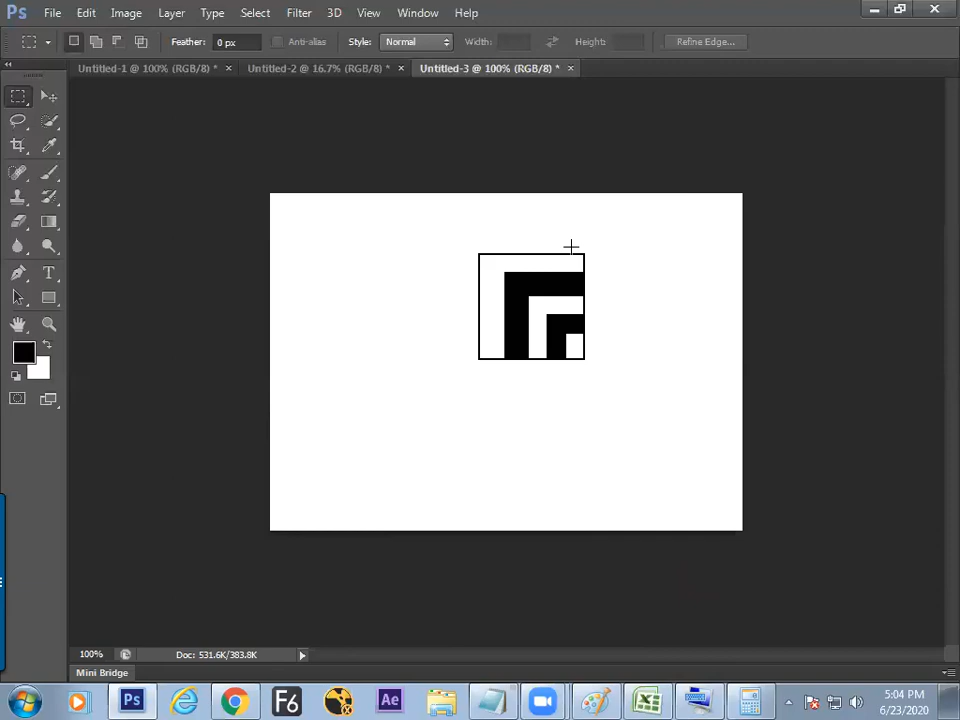 Ps File Edit Image Layer Type Select Filter 3D View Window Help
Feather: 0 px Anti-alias Style: Normal Width: Height: Refine Edge...
Untitled-1 @ 100% (RGB/8) * × Untitled-2 @ 16.7% (RGB/8) * × Untitled-3 @ 100% (RGB/8) * ×
T
100% Doc: 531.6K/383.8K
Mini Bridge
Ps F6 Ae
5:04 PM
6/23/2020